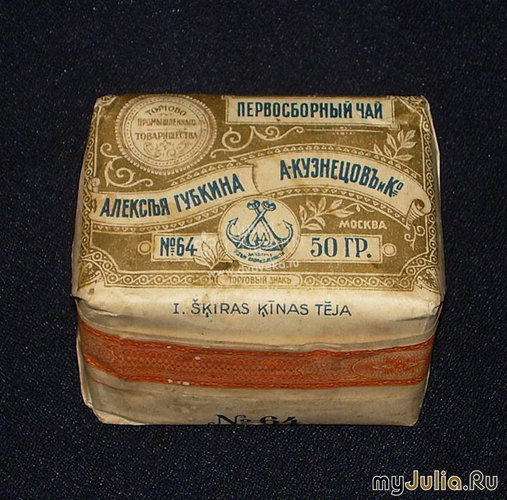 ТОРГОВО
ПРОМЫШЛЕННАГО
ТОВАРИЩЕСТВА
ПЕРВОСБОРНЫЙ ЧАЙ
АЛЕКСѢЯ ГУБКИНА
А•КУЗНЕЦОВЪ и Ко
МОСКВА
№64
50 ГР.
ТОРГОВЫЙ ЗНАКЪ
I. ŠĶIRAS ĶĪNAS TĒJA
№ 64
myJulia.Ru